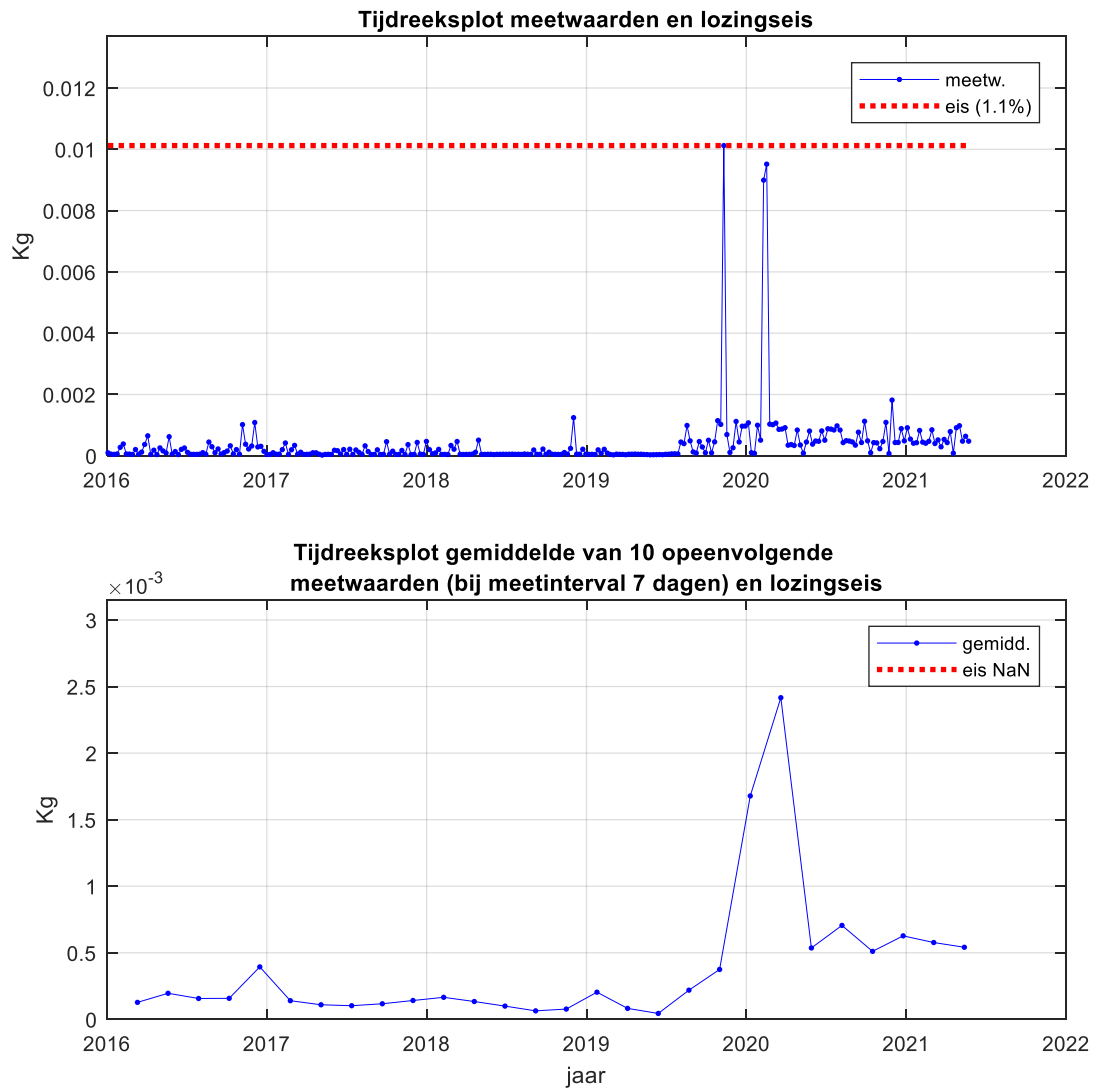 Tijdreeksplot meetwaarden en lozingseis
0.012
0.01
0.008
0.006
0.004
0.002
0
Kg
meetw.
eis (1.1%)
2016 2017 2018 2019 2020 2021 2022
Tijdreeksplot gemiddelde van 10 opeenvolgende
meetwaarden (bij meetinterval 7 dagen) en lozingseis
×10-3
3
2.5
2
1.5
1
0.5
0
Kg
gemidd.
eis NaN
2016 2017 2018 2019 2020 2021 2022
jaar